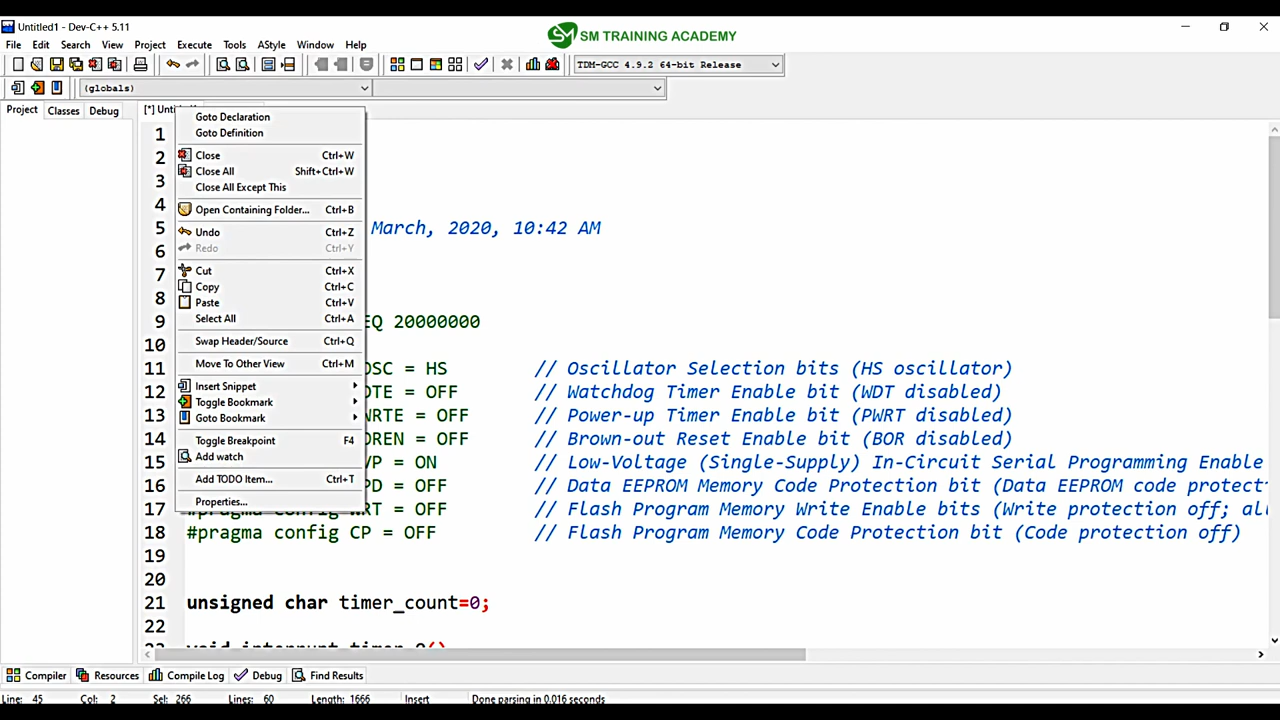 Untitled1 - Dev-C++ 5.11
SM TRAINING ACADEMY
File Edit Search View Project Execute Tools AStyle Window Help
TDM-GCC 4.9.2 64-bit Release
(globals)
Project Classes Debug
[*]
Goto Declaration
Goto Definition
Close Ctrl+W
Close All Shift+Ctrl+W
Close All Except This
Open Containing Folder... Ctrl+B
Undo Ctrl+Z
Redo Ctrl+Y
Cut Ctrl+X
Copy Ctrl+C
Paste Ctrl+V
Select All Ctrl+A
Swap Header/Source Ctrl+Q
Move To Other View Ctrl+M
Insert Snippet
Toggle Bookmark
Goto Bookmark
Toggle Breakpoint F4
Add watch
Add TODO Item... Ctrl+T
Properties...
1
2
3
4
5 March, 2020, 10:42 AM
6
7
8
9 EQ 20000000
10
11 OSC = HS // Oscillator Selection bits (HS oscillator)
12 DTE = OFF // Watchdog Timer Enable bit (WDT disabled)
13 WRTE = OFF // Power-up Timer Enable bit (PWRT disabled)
14 OREN = OFF // Brown-out Reset Enable bit (BOR disabled)
15 VP = ON // Low-Voltage (Single-Supply) In-Circuit Serial Programming Enable
16 PD = OFF // Data EEPROM Memory Code Protection bit (Data EEPROM code protect
17 #pragma config WRT = OFF // Flash Program Memory Write Enable bits (Write protection off; al
18 #pragma config CP = OFF // Flash Program Memory Code Protection bit (Code protection off)
19
20
21 unsigned char timer_count=0;
22
23 void interrupt timer_0()
Compiler Resources Compile Log Debug Find Results
Line: 45 Col: 2 Sel: 266 Lines: 60 Length: 1666 Insert Done parsing in 0.016 seconds